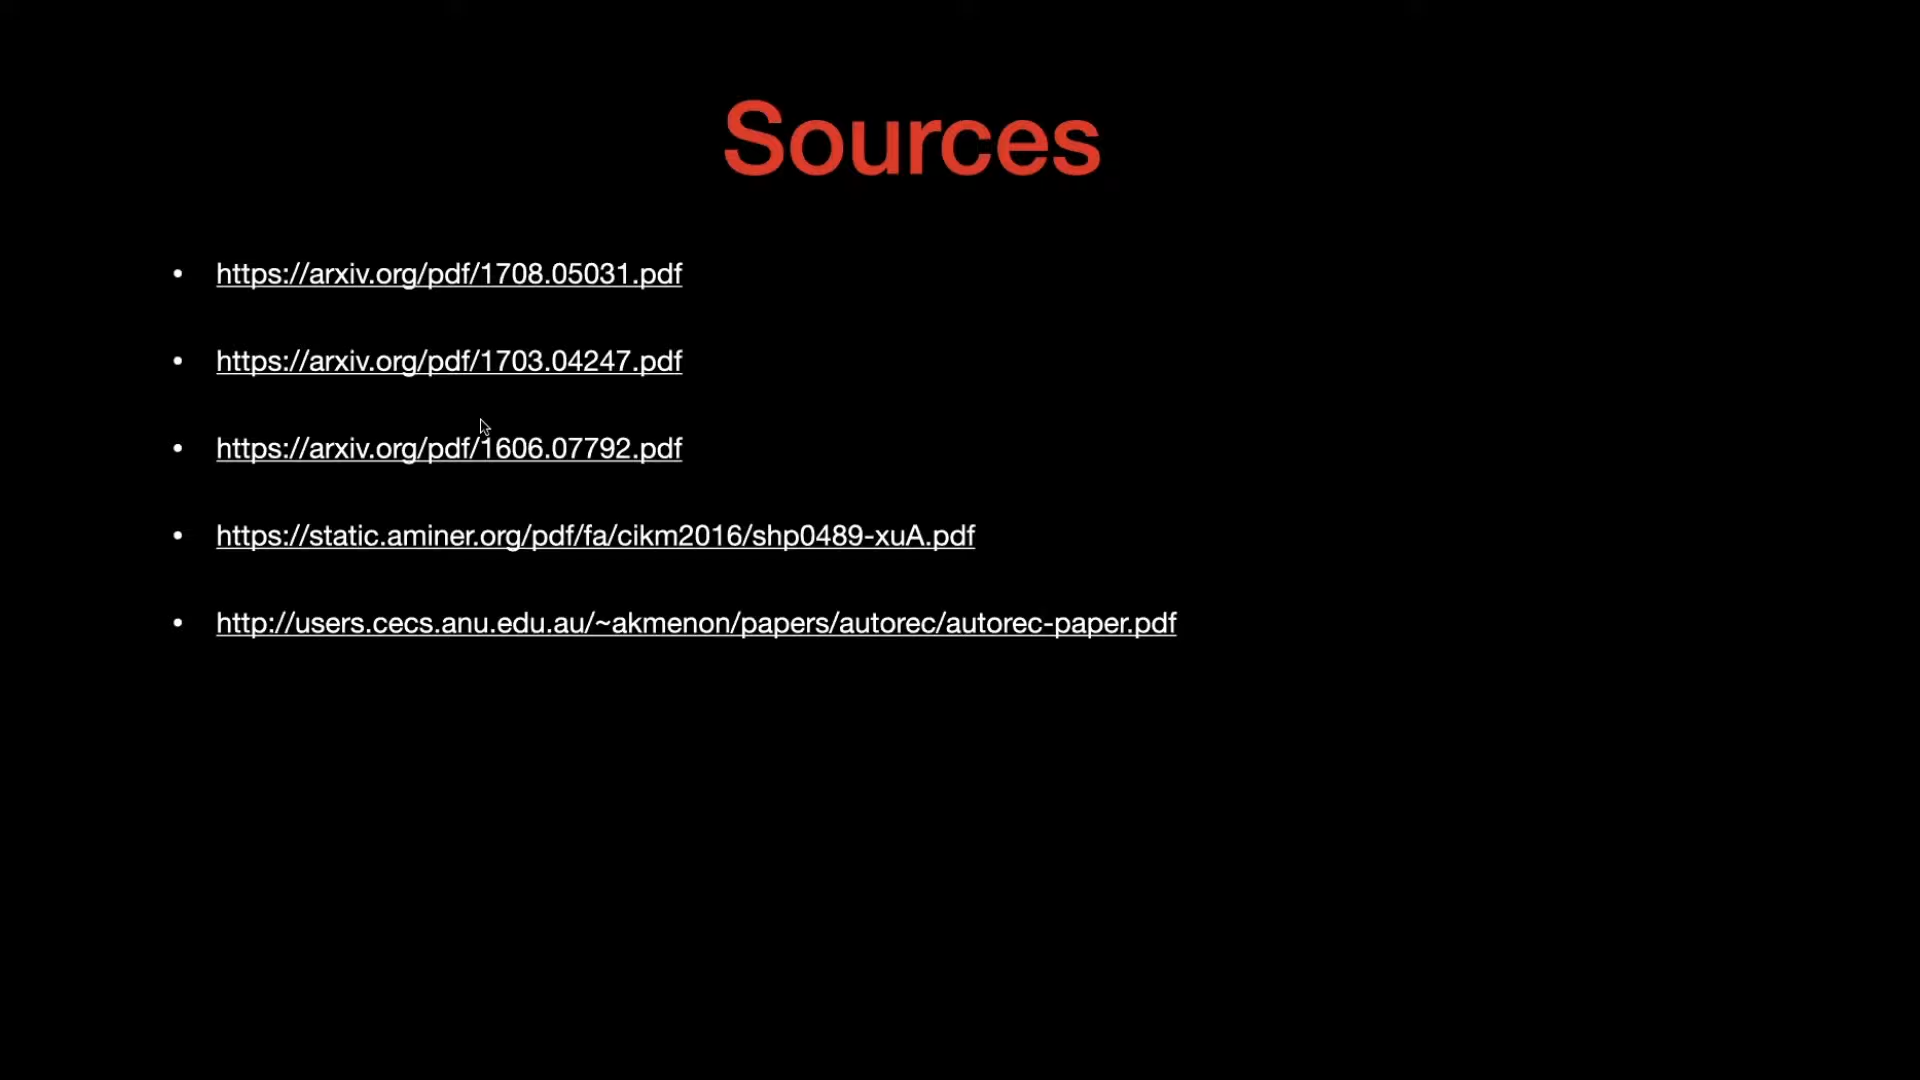 Sources
• https://arxiv.org/pdf/1708.05031.pdf
• https://arxiv.org/pdf/1703.04247.pdf
• https://arxiv.org/pdf/1606.07792.pdf
• https://static.aminer.org/pdf/fa/cikm2016/shp0489-xuA.pdf
• http://users.cecs.anu.edu.au/~akmenon/papers/autorec/autorec-paper.pdf